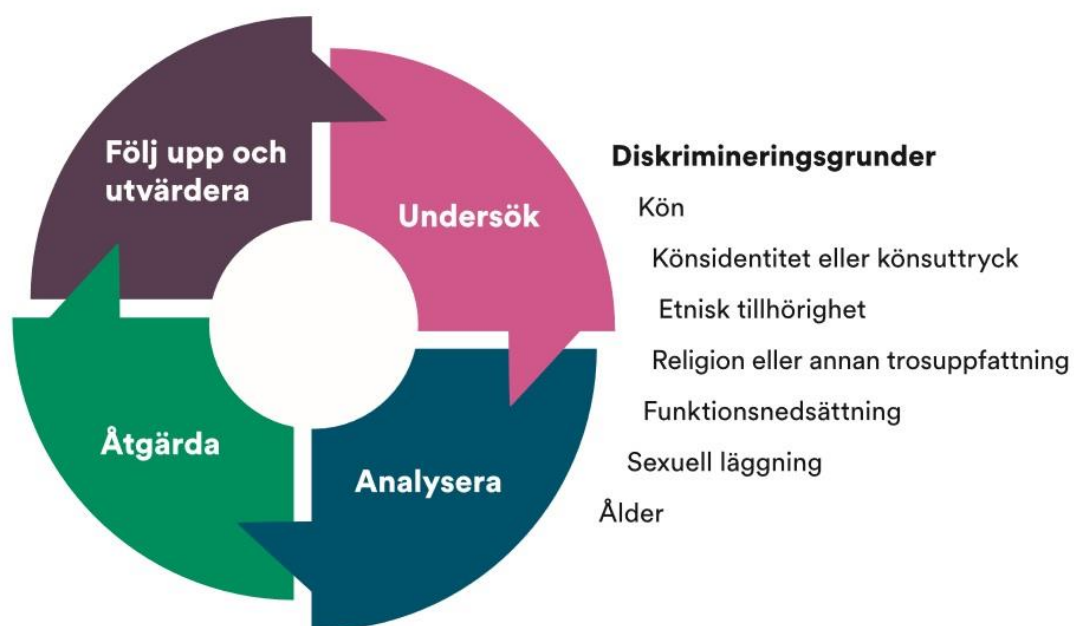 Följ upp och
utvärdera
Undersök
Analysera
Åtgärda
Diskrimineringsgrunder
Kön
Könsidentitet eller könsuttryck
Etnisk tillhörighet
Religion eller annan trosuppfattning
Funktionsnedsättning
Sexuell läggning
Ålder